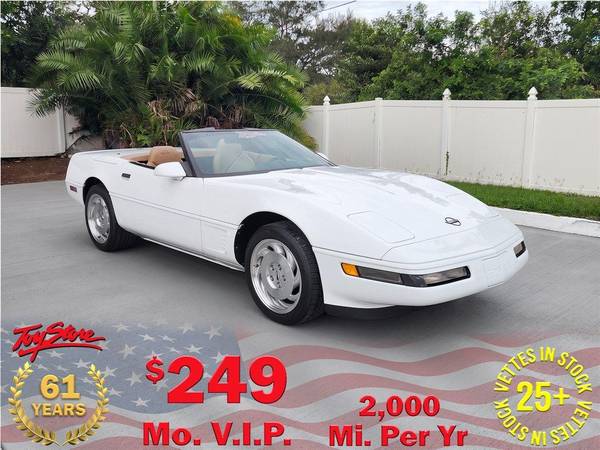 Toy Store
61
YEARS
$249
Mo. V.I.P.
2,000
Mi. Per Yr
VETTES IN STOCK
25+
VETTES IN STOCK